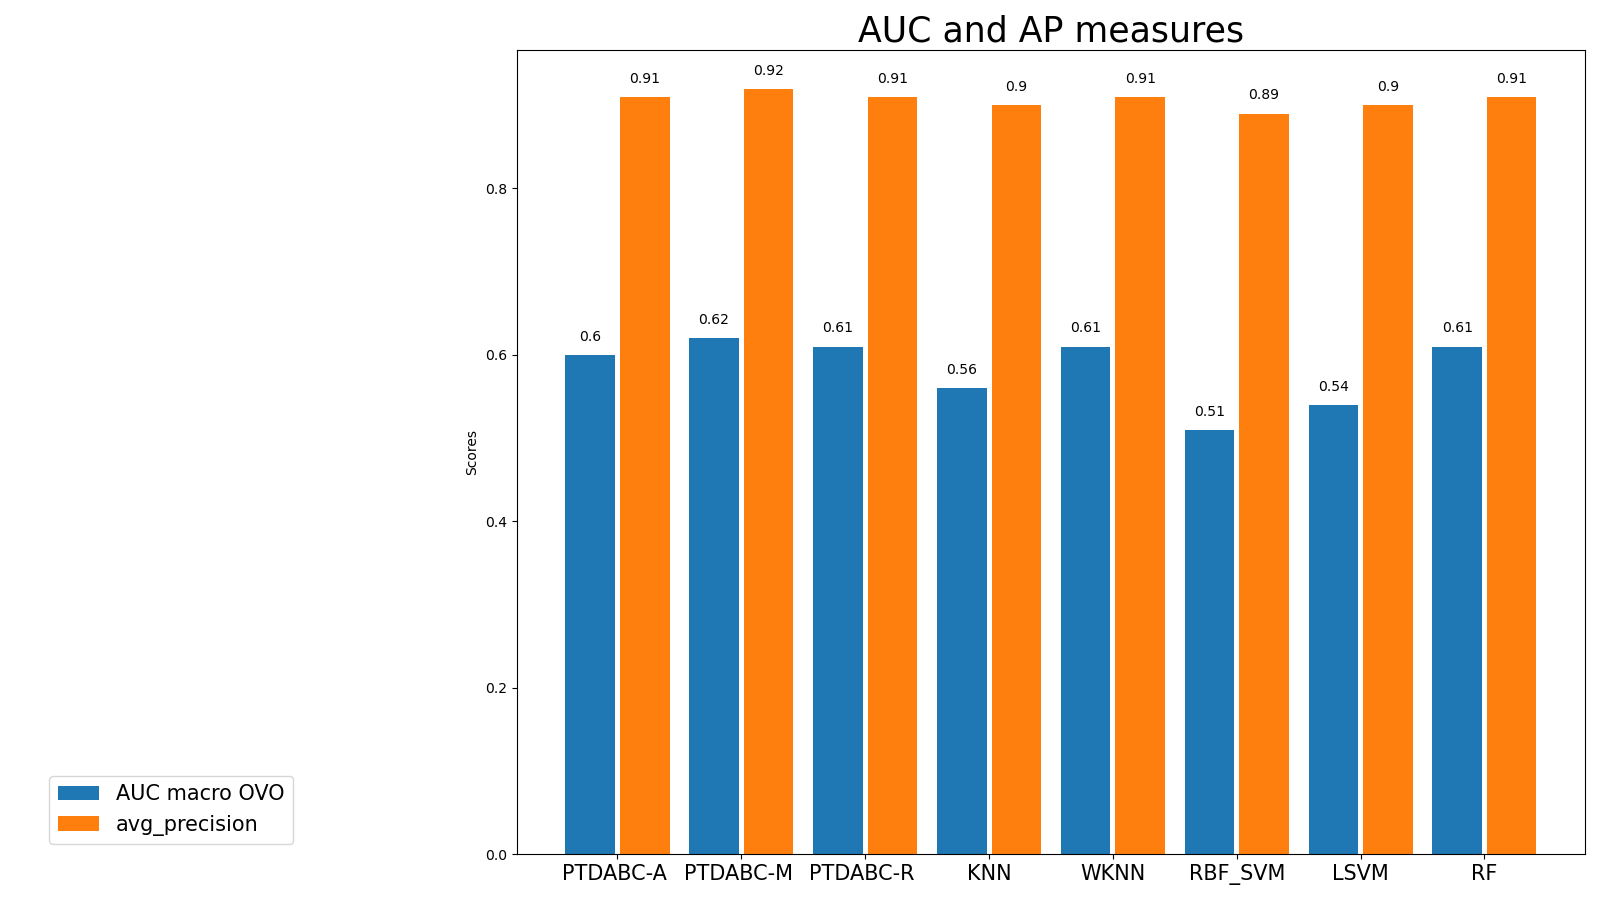 AUC and AP measures
0.91
0.92
0.91
0.9
0.91
0.89
0.9
0.91
0.6
0.62
0.61
0.56
0.61
0.51
0.54
0.61
0.8
0.6
0.4
0.2
0.0
Scores
PTDABC-A
PTDABC-M
PTDABC-R
KNN
WKNN
RBF_SVM
LSVM
RF
AUC macro OVO
avg_precision